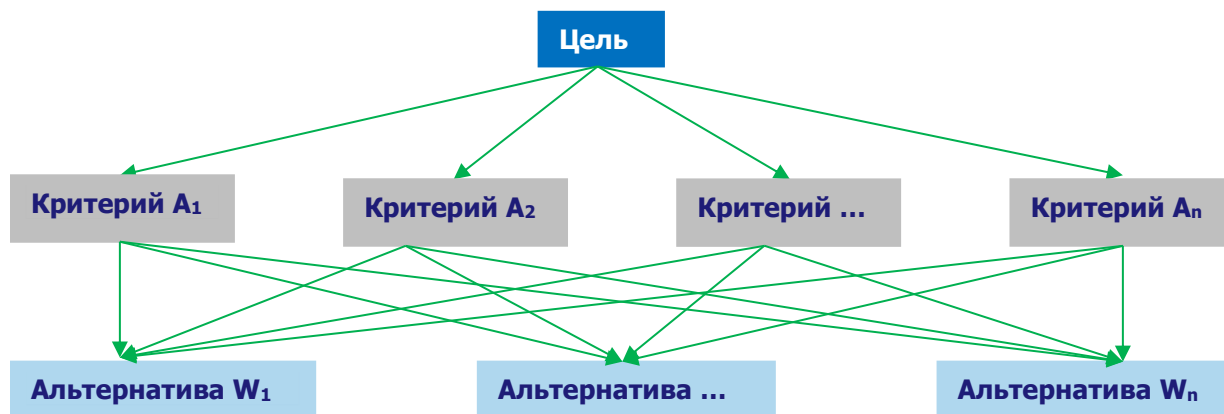 Цель
Критерий A₁
Критерий A₂
Критерий ...
Критерий Aₙ
Альтернатива W₁
Альтернатива ...
Альтернатива Wₙ